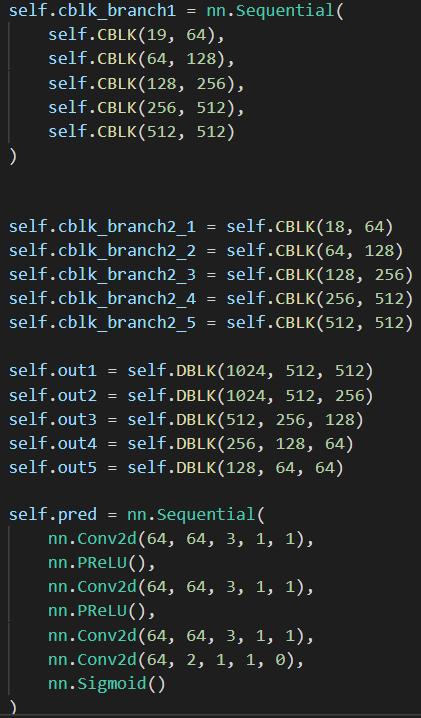 self.cblk_branch1 = nn.Sequential(
    self.CBLK(19, 64),
    self.CBLK(64, 128),
    self.CBLK(128, 256),
    self.CBLK(256, 512),
    self.CBLK(512, 512)
)
self.cblk_branch2_1 = self.CBLK(18, 64)
self.cblk_branch2_2 = self.CBLK(64, 128)
self.cblk_branch2_3 = self.CBLK(128, 256)
self.cblk_branch2_4 = self.CBLK(256, 512)
self.cblk_branch2_5 = self.CBLK(512, 512)
self.out1 = self.DBLK(1024, 512, 512)
self.out2 = self.DBLK(1024, 512, 256)
self.out3 = self.DBLK(512, 256, 128)
self.out4 = self.DBLK(256, 128, 64)
self.out5 = self.DBLK(128, 64, 64)
self.pred = nn.Sequential(
    nn.Conv2d(64, 64, 3, 1, 1),
    nn.PReLU(),
    nn.Conv2d(64, 64, 3, 1, 1),
    nn.PReLU(),
    nn.Conv2d(64, 64, 3, 1, 1),
    nn.Conv2d(64, 2, 1, 1, 0),
    nn.Sigmoid()
)